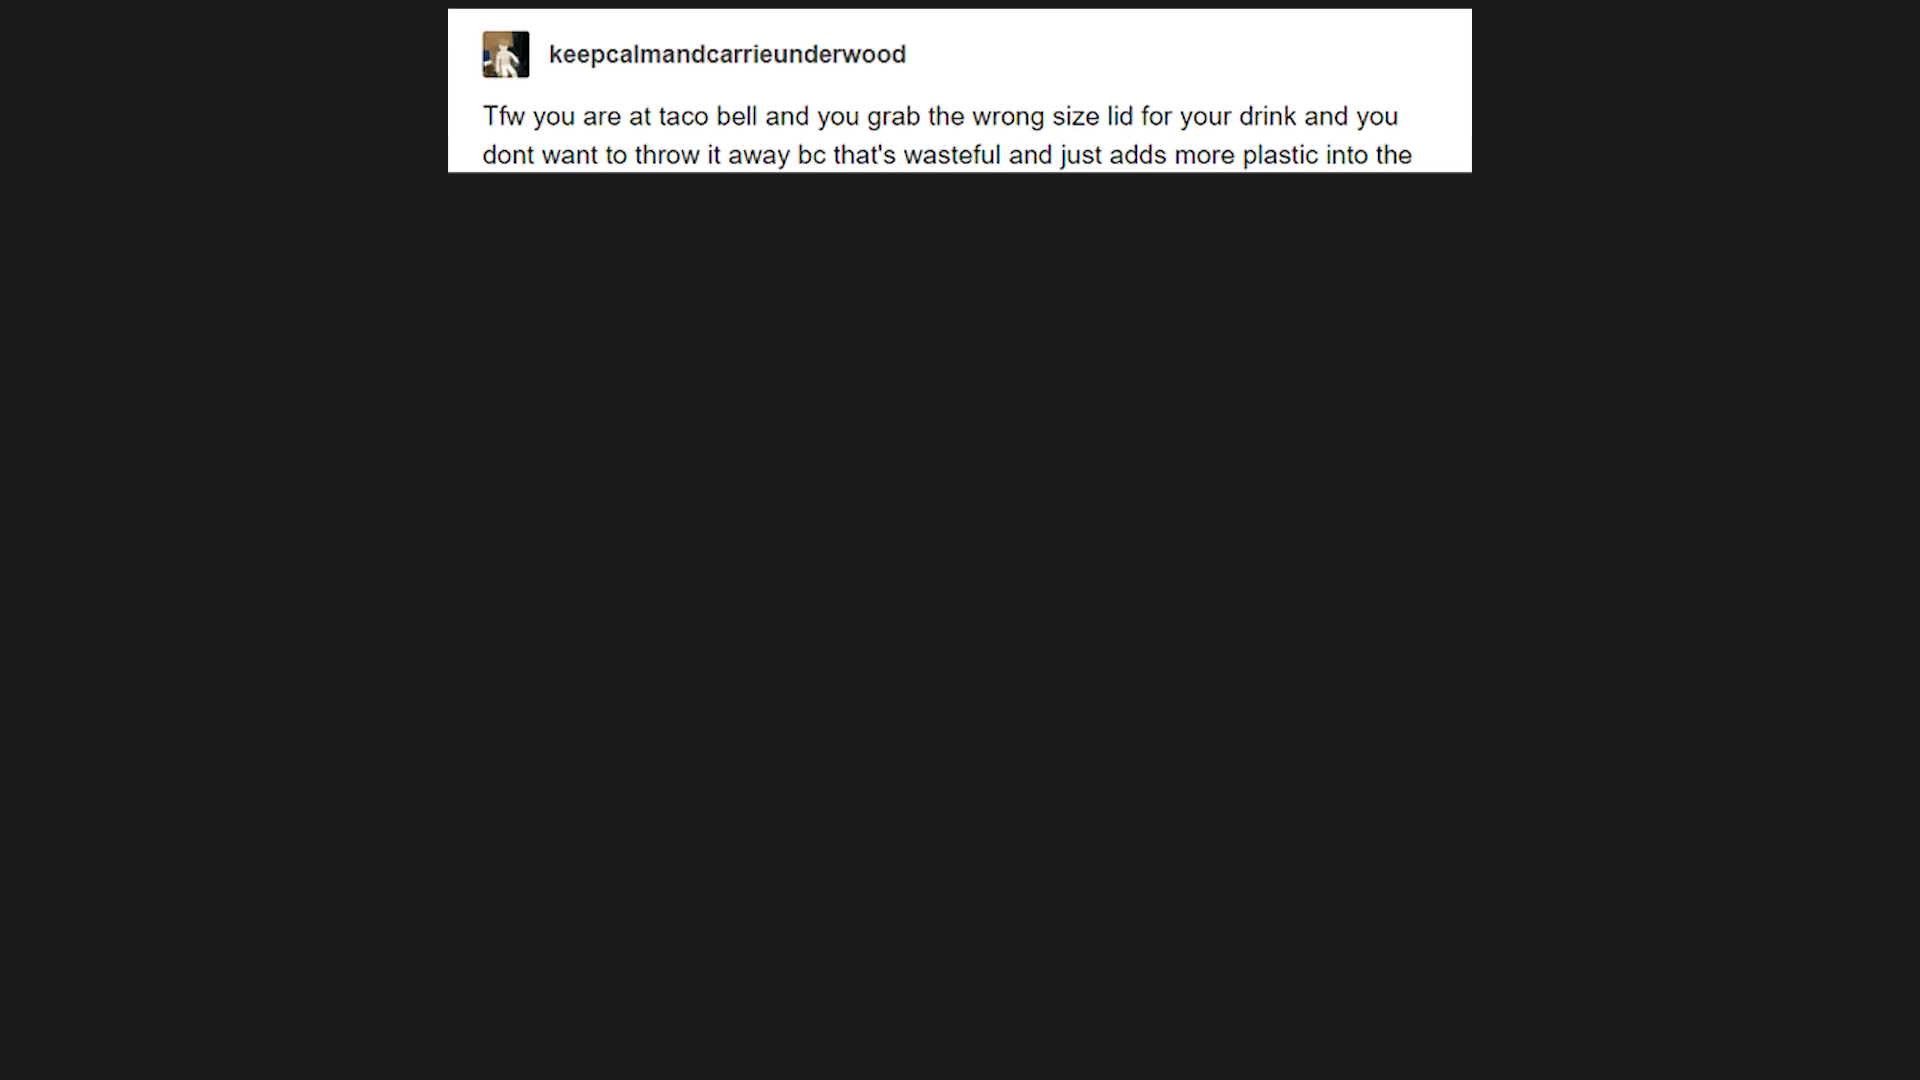 keepcalmandcarrieunderwood
Tfw you are at taco bell and you grab the wrong size lid for your drink and you
dont want to throw it away bc that's wasteful and just adds more plastic into the